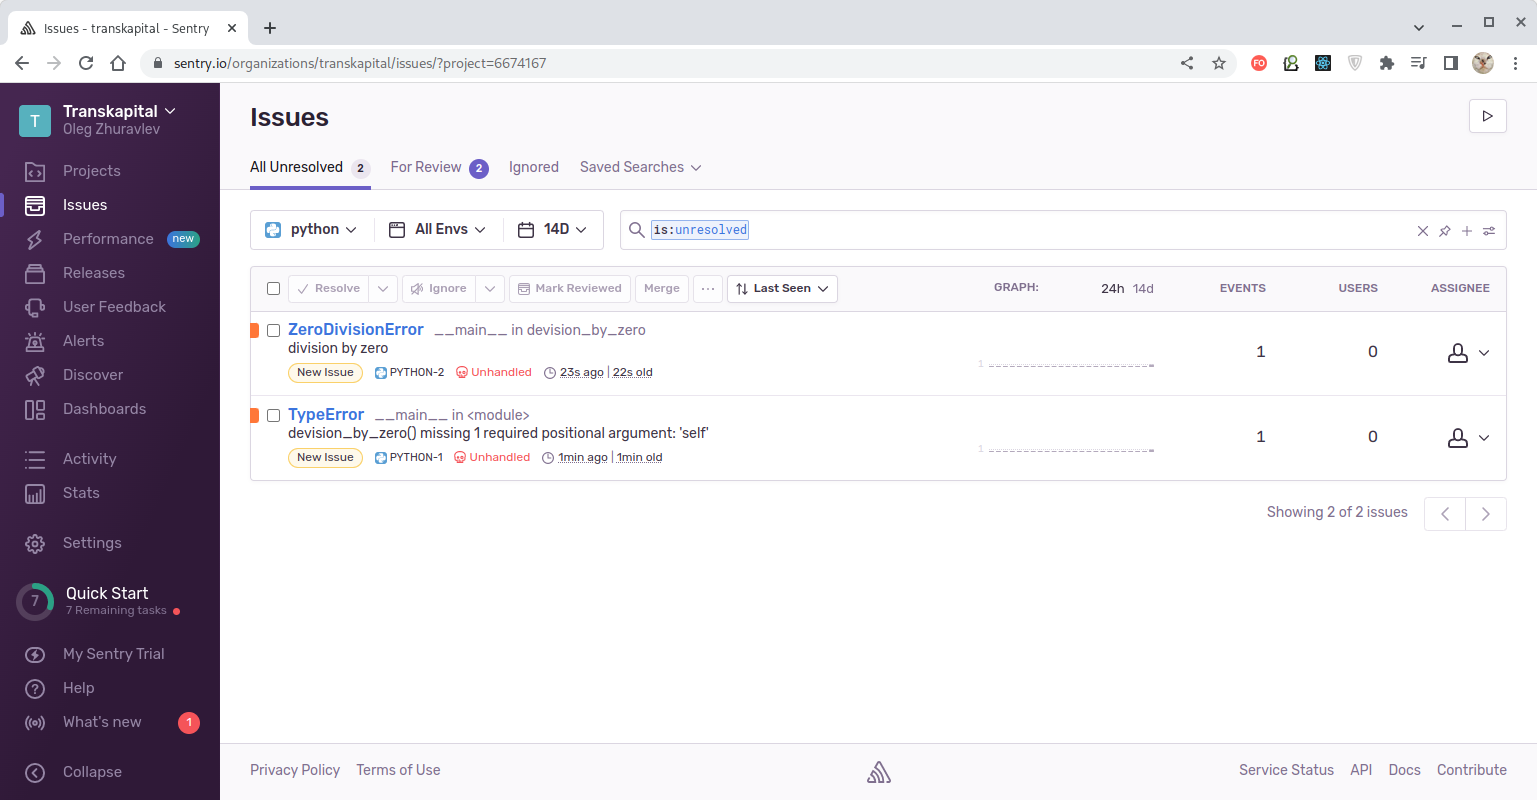 Issues - transkapital - Sentry
sentry.io/organizations/transkapital/issues/?project=6674167
FO
T
Transkapital
Oleg Zhuravlev
Projects
Issues
Performance new
Releases
User Feedback
Alerts
Discover
Dashboards
Activity
Stats
Settings
7
Quick Start
7 Remaining tasks
My Sentry Trial
Help
What's new 1
Collapse
Issues
All Unresolved 2 For Review 2 Ignored Saved Searches
python All Envs 14D is:unresolved
Resolve Ignore Mark Reviewed Merge ... Last Seen GRAPH: 24h 14d EVENTS USERS ASSIGNEE
ZeroDivisionError __main__ in devision_by_zero
division by zero
New Issue PYTHON-2 Unhandled 23s ago | 22s old
1 1 0
TypeError __main__ in <module>
devision_by_zero() missing 1 required positional argument: 'self'
New Issue PYTHON-1 Unhandled 1min ago | 1min old
1 1 0
Showing 2 of 2 issues
Privacy Policy Terms of Use Service Status API Docs Contribute